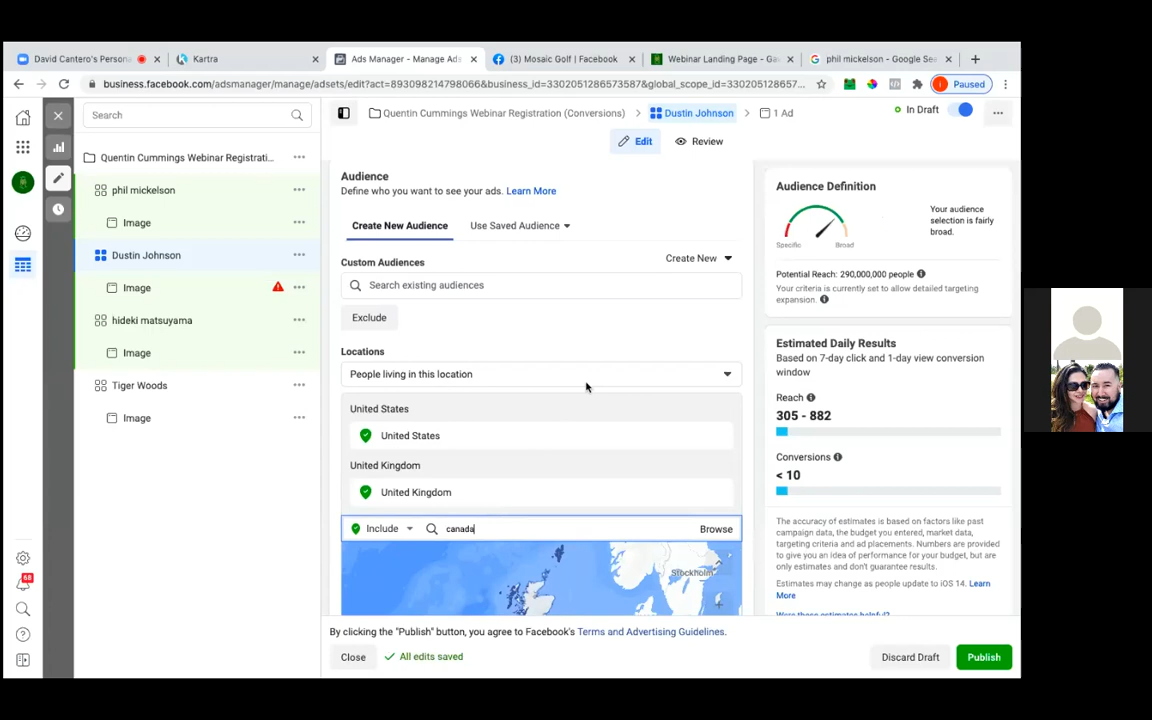 David Cantero's Persona
Kartra
Ads Manager - Manage Ads
(3) Mosaic Golf | Facebook
Webinar Landing Page - Ga
phil mickelson - Google Se
business.facebook.com/adsmanager/manage/adsets/edit?act=893098214798066&business_id=3302051286573587&global_scope_id=330205128657...
Paused
Search
Quentin Cummings Webinar Registration (Conversions)
Dustin Johnson
1 Ad
In Draft
Edit
Review
Quentin Cummings Webinar Registrati...
phil mickelson
Image
Dustin Johnson
Image
hideki matsuyama
Image
Tiger Woods
Image
68
Audience
Define who you want to see your ads. Learn More
Create New Audience
Use Saved Audience
Custom Audiences
Create New
Search existing audiences
Exclude
Locations
People living in this location
United States
United States
United Kingdom
United Kingdom
Include
canada
Browse
Stockholm
By clicking the "Publish" button, you agree to Facebook's Terms and Advertising Guidelines.
Close
All edits saved
Discard Draft
Publish
Audience Definition
Your audience
selection is fairly
broad.
Specific
Broad
Potential Reach: 290,000,000 people
Your criteria is currently set to allow detailed targeting
expansion.
Estimated Daily Results
Based on 7-day click and 1-day view conversion
window
Reach
305 - 882
Conversions
< 10
The accuracy of estimates is based on factors like past
campaign data, the budget you entered, market data,
targeting criteria and ad placements. Numbers are provided
to give you an idea of performance for your budget, but are
only estimates and don't guarantee results.
Estimates may change as people update to iOS 14. Learn
More
Were these estimates helpful?